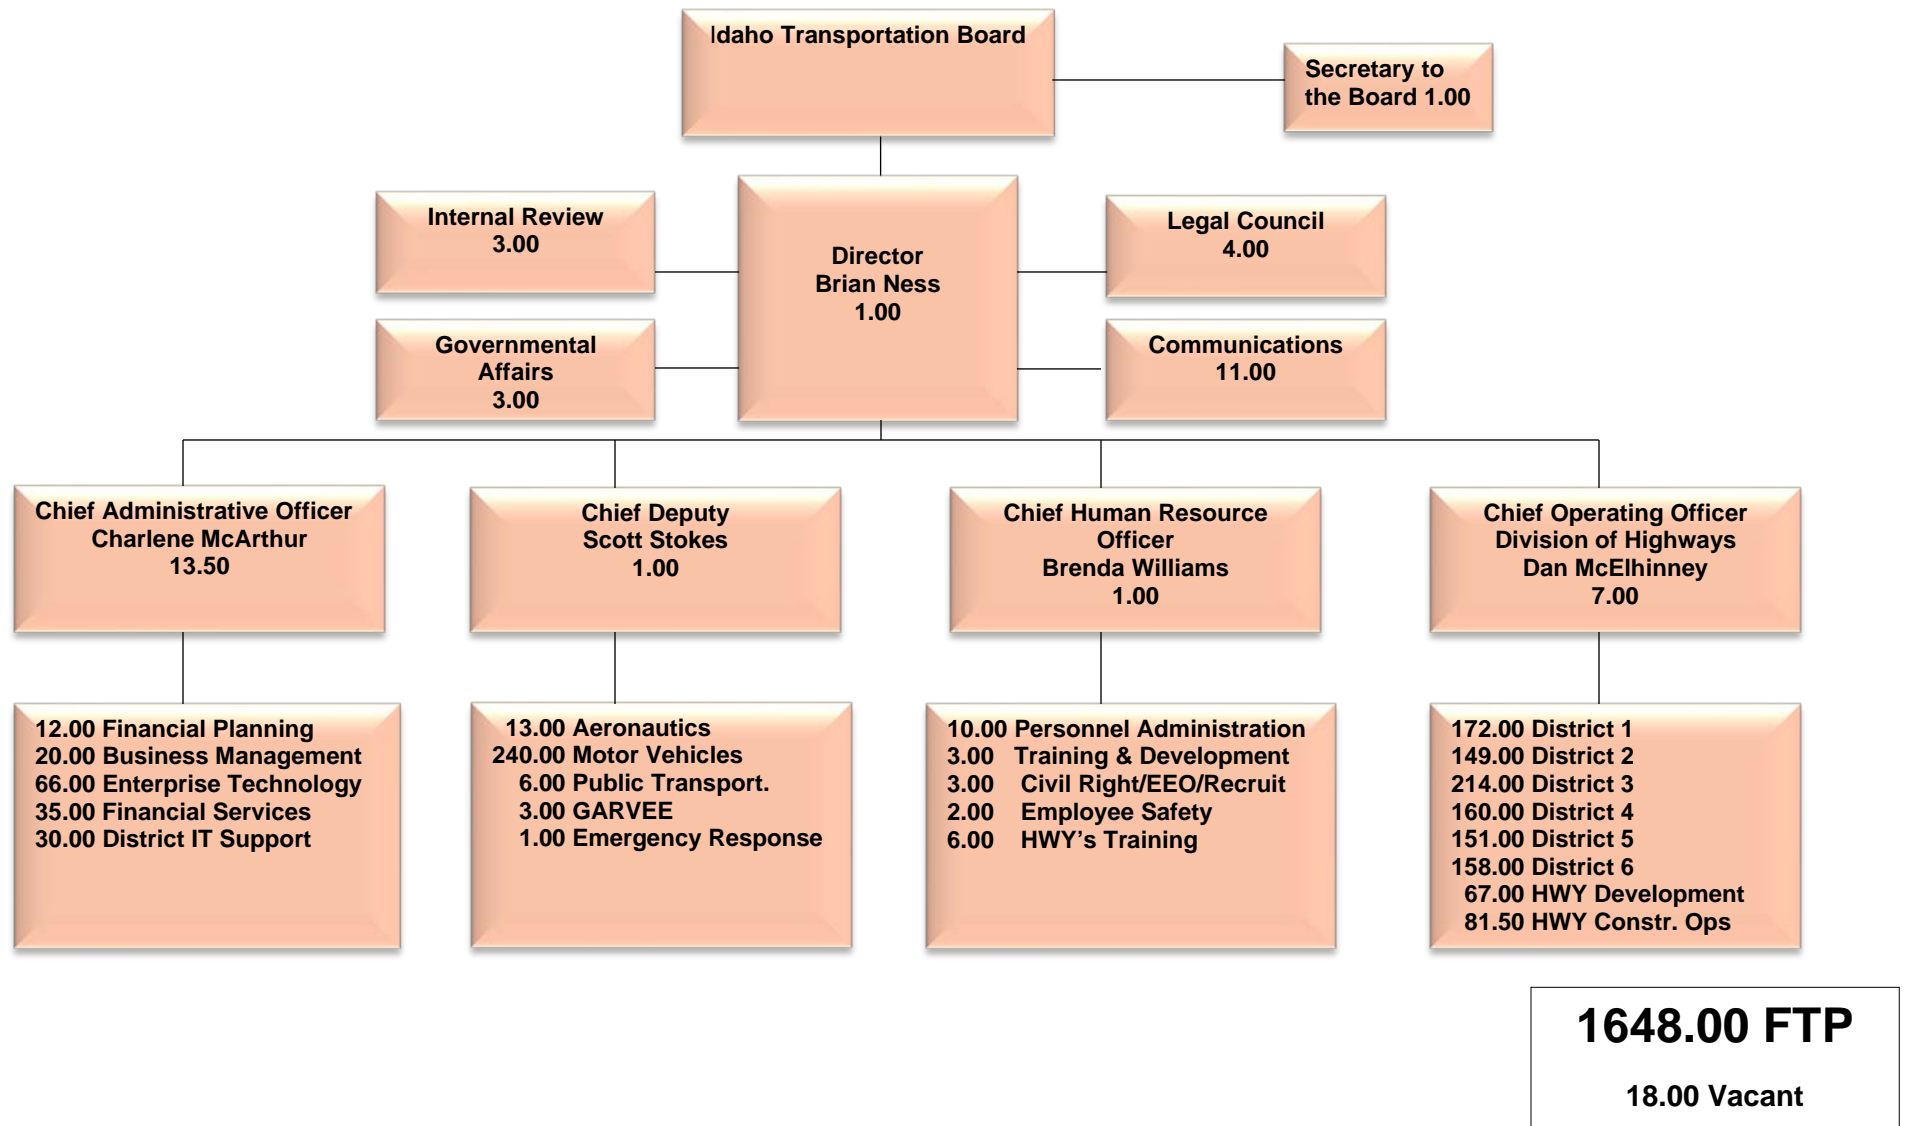 Idaho Transportation Board
Secretary to
the Board 1.00
Internal Review
3.00
Director
Brian Ness
1.00
Legal Council
4.00
Governmental
Affairs
3.00
Communications
11.00
Chief Administrative Officer
Charlene McArthur
13.50
Chief Deputy
Scott Stokes
1.00
Chief Human Resource
Officer
Brenda Williams
1.00
Chief Operating Officer
Division of Highways
Dan McElhinney
7.00
12.00 Financial Planning
20.00 Business Management
66.00 Enterprise Technology
35.00 Financial Services
30.00 District IT Support
13.00 Aeronautics
240.00 Motor Vehicles
6.00 Public Transport.
3.00 GARVEE
1.00 Emergency Response
10.00 Personnel Administration
3.00 Training & Development
3.00 Civil Right/EEO/Recruit
2.00 Employee Safety
6.00 HWY’s Training
172.00 District 1
149.00 District 2
214.00 District 3
160.00 District 4
151.00 District 5
158.00 District 6
67.00 HWY Development
81.50 HWY Constr. Ops
1648.00 FTP
18.00 Vacant